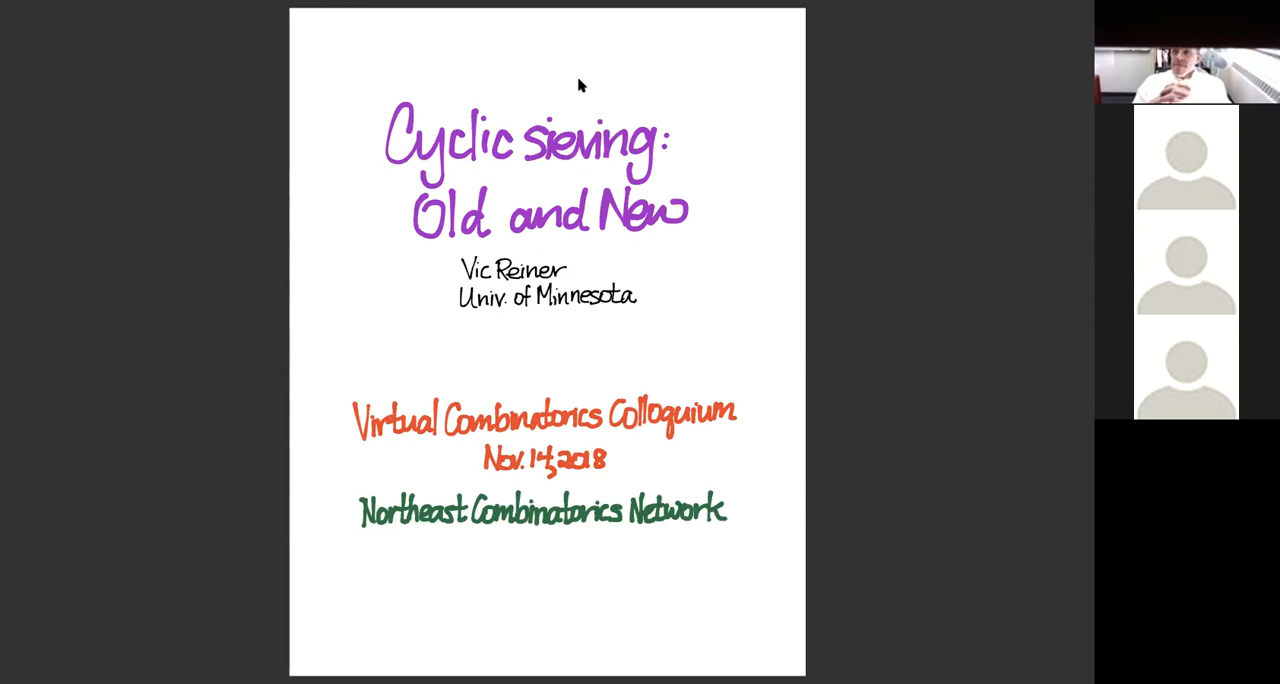 Cyclic sieving:
Old and New
Vic Reiner
Univ. of Minnesota
Virtual Combinatorics Colloquium
Nov. 14, 2018
Northeast Combinatorics Network